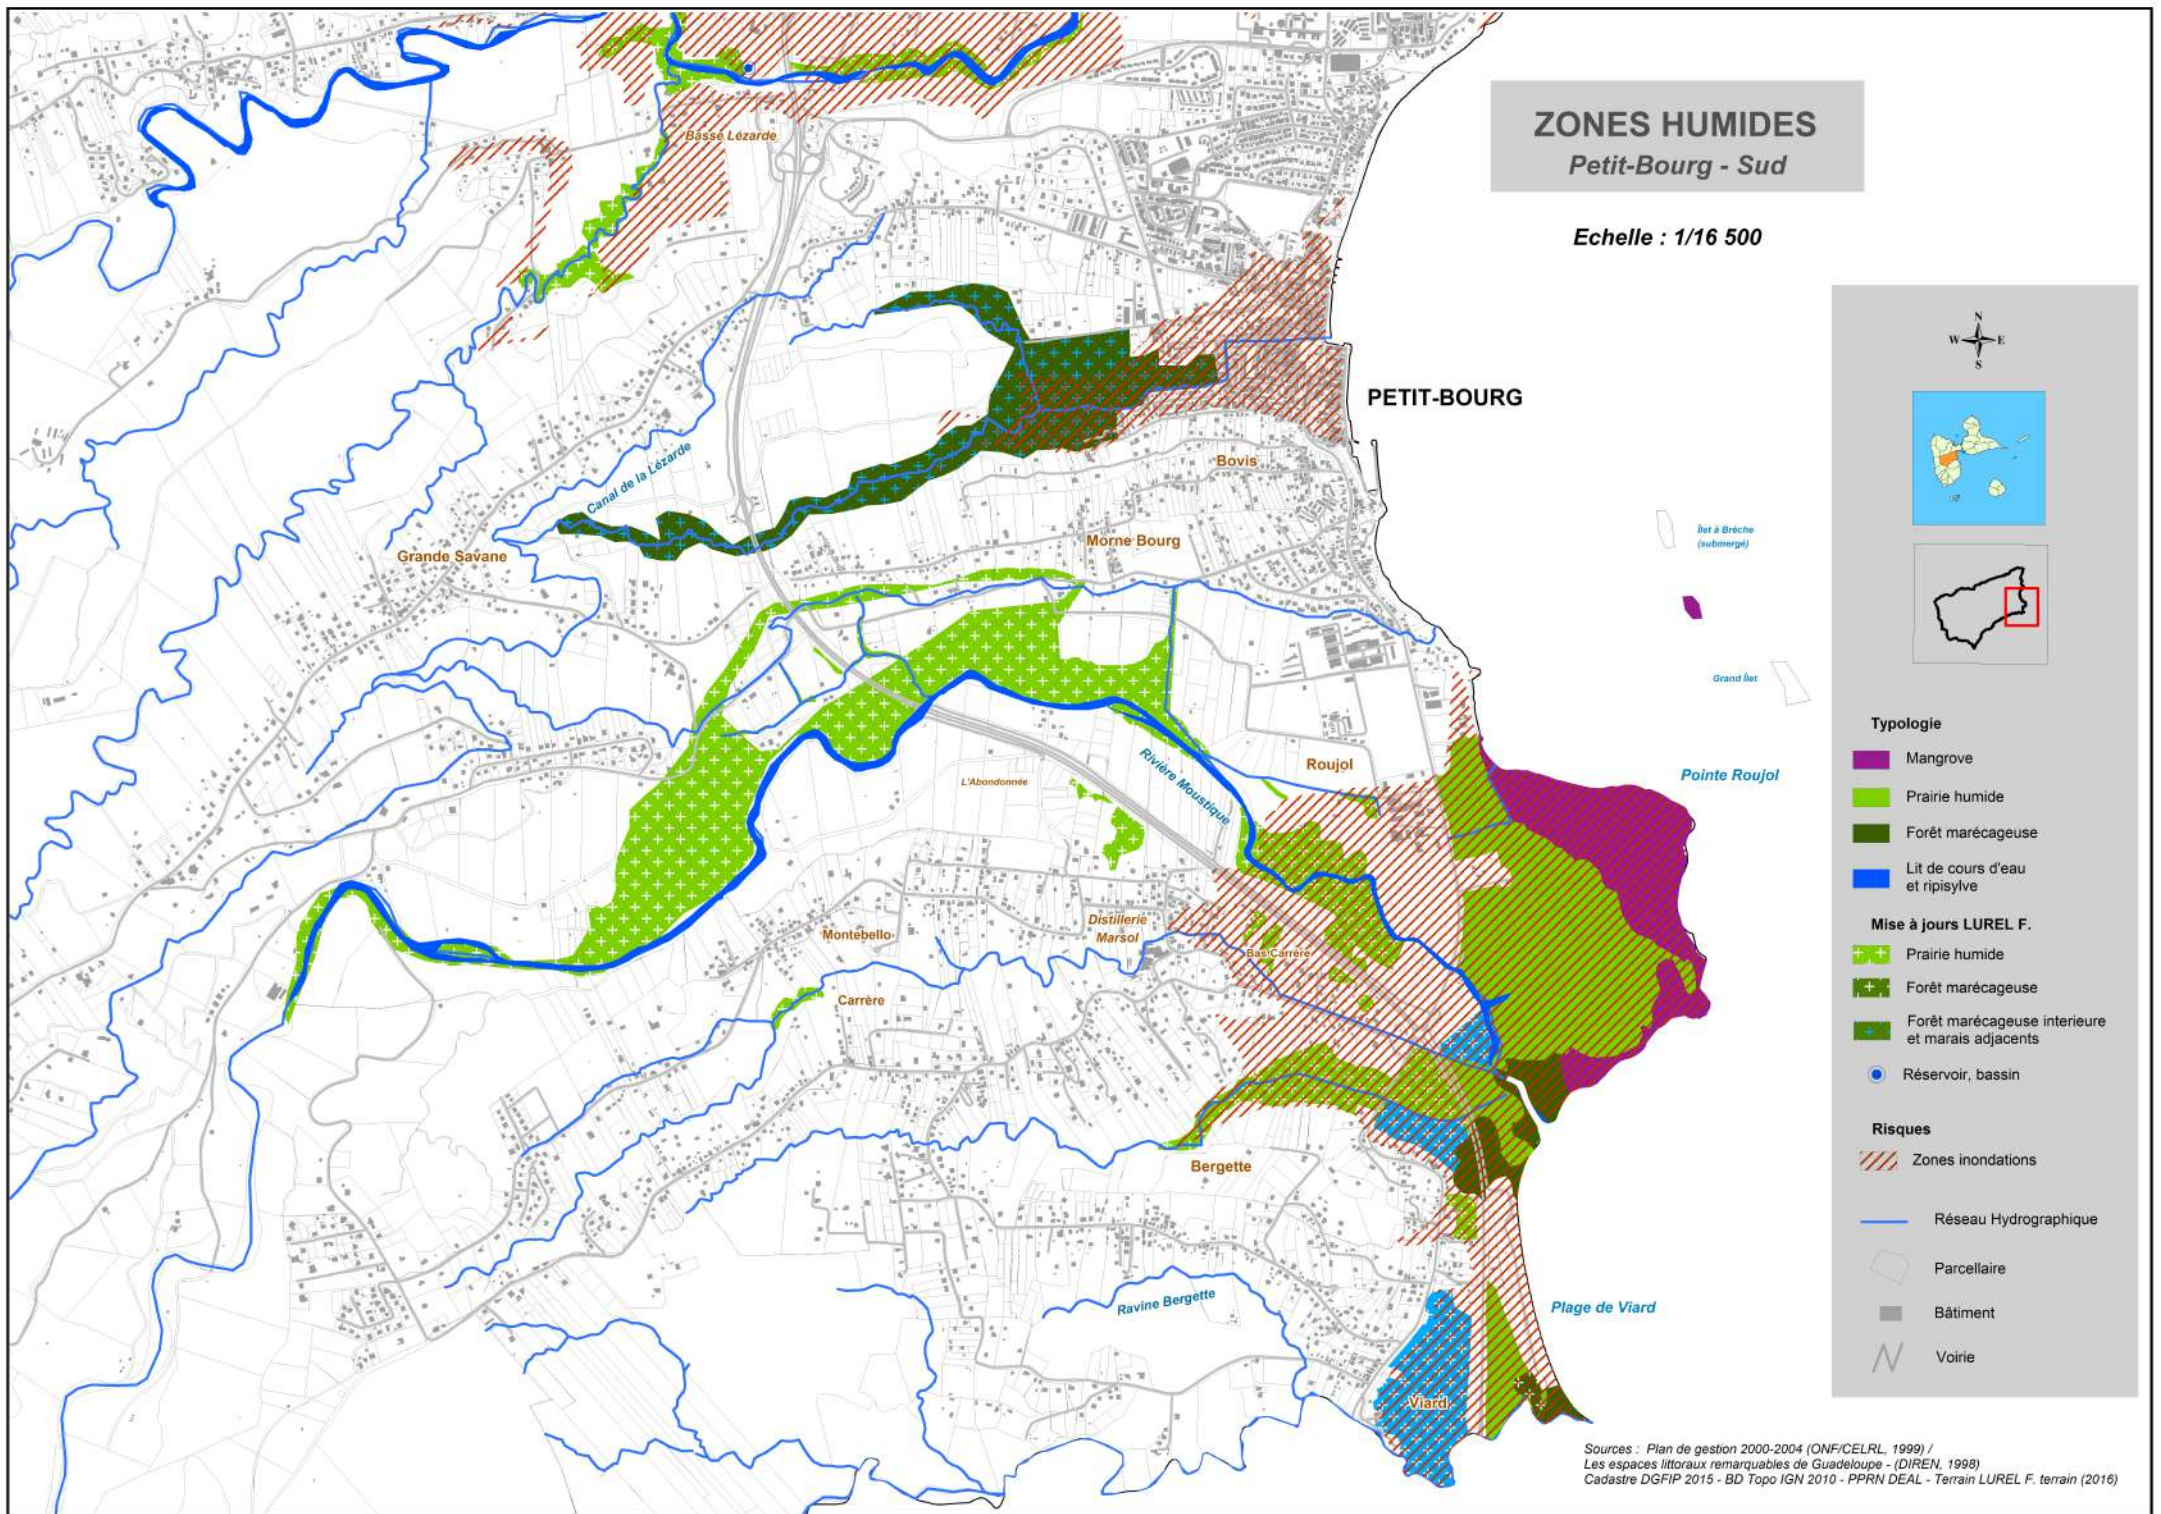 ZONES HUMIDES
Petit-Bourg - Sud
Echelle : 1/16 500
Basse Lézarde
PETIT-BOURG
Bovis
Canal de la Lézarde
Grande Savane
Morne Bourg
Îlet à Brèche
(submergé)
Grand Îlet
Roujol
Rivière Moustique
L'Abondonnée
Pointe Roujol
Distillerie
Marsol
Montebello
Bas Carrère
Carrère
Bergette
Ravine Bergette
Plage de Viard
Viard
N
W
E
S
Typologie
Mangrove
Prairie humide
Forêt marécageuse
Lit de cours d'eau
et ripisylve
Mise à jours LUREL F.
Prairie humide
Forêt marécageuse
Forêt marécageuse interieure
et marais adjacents
Réservoir, bassin
Risques
Zones inondations
Réseau Hydrographique
Parcellaire
Bâtiment
Voirie
Sources : Plan de gestion 2000-2004 (ONF/CELRL, 1999) /
Les espaces littoraux remarquables de Guadeloupe - (DIREN, 1998)
Cadastre DGFIP 2015 - BD Topo IGN 2010 - PPRN DEAL - Terrain LUREL F. terrain (2016)